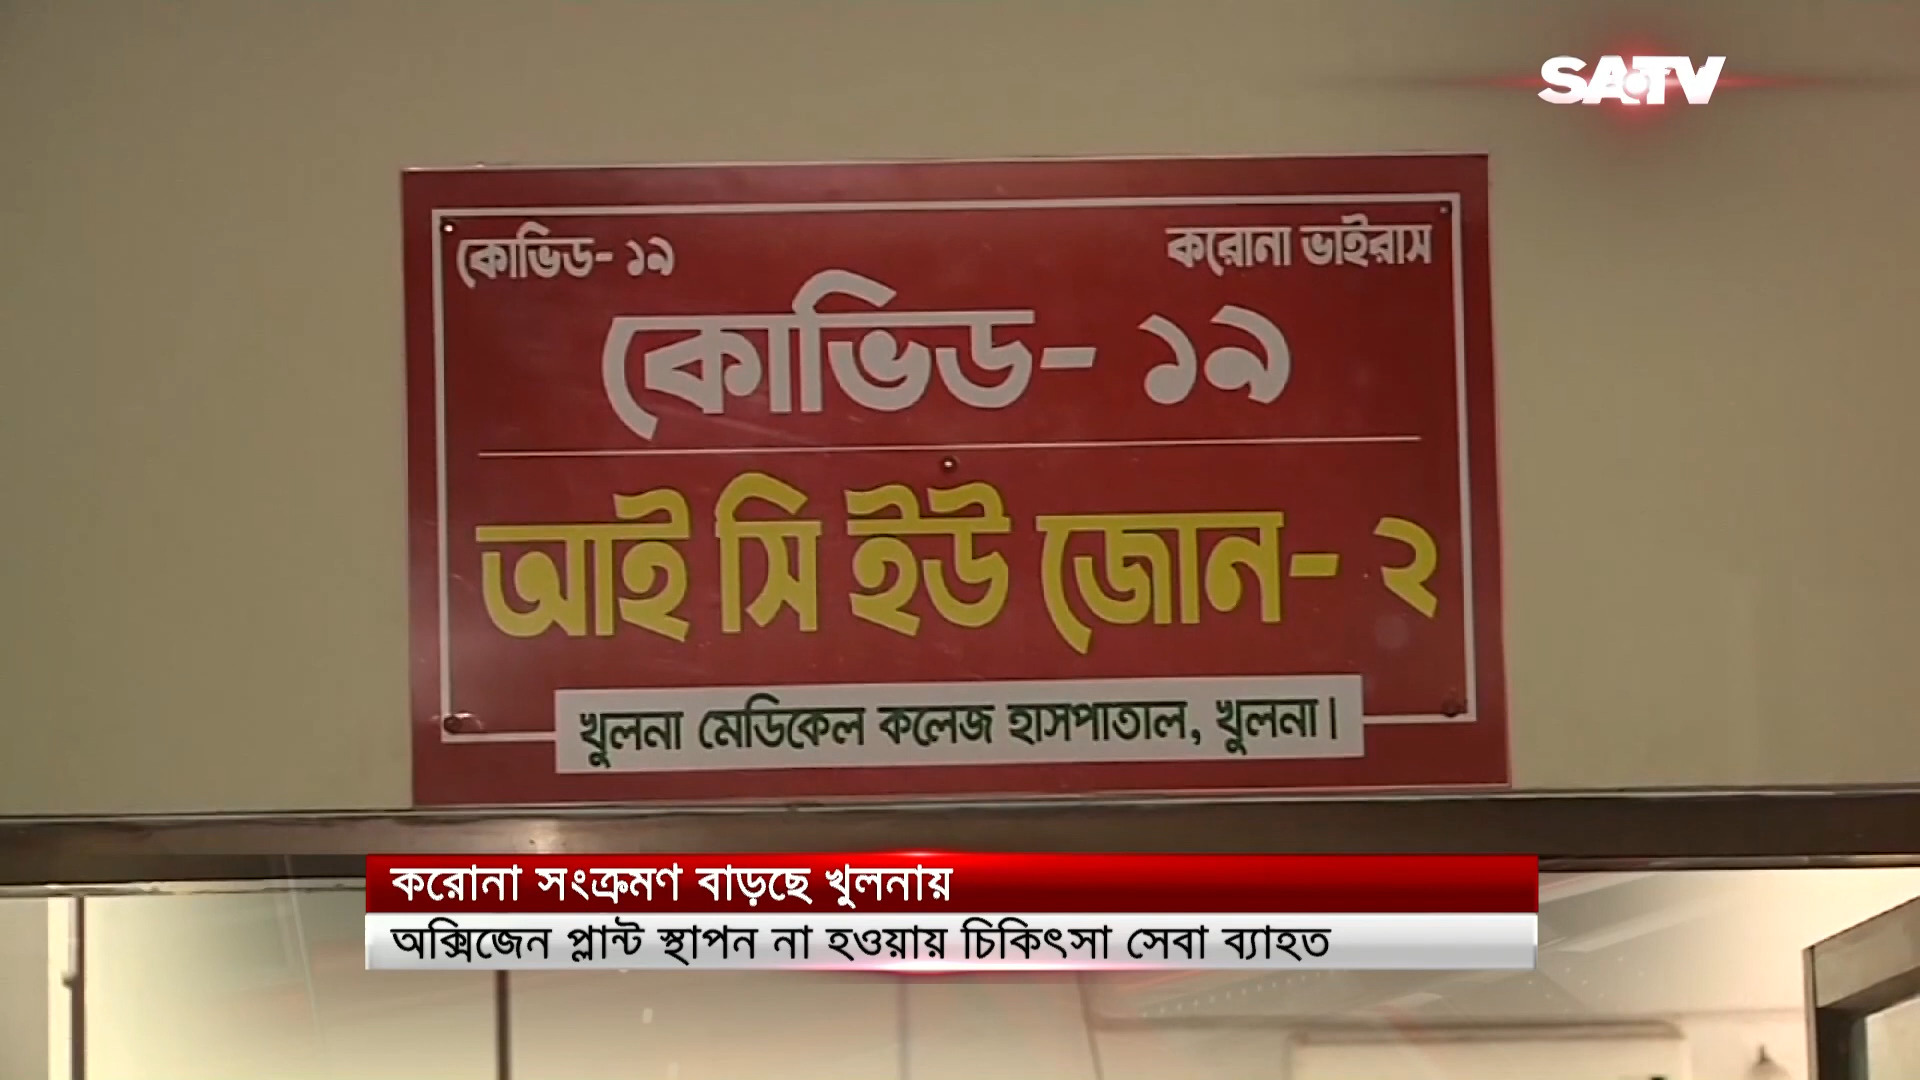 SATV
কোভিড- ১৯
করোনা ভাইরাস
কোভিড- ১৯
আই সি ইউ জোন- ২
খুলনা মেডিকেল কলেজ হাসপাতাল, খুলনা।
করোনা সংক্রমণ বাড়ছে খুলনায়
অক্সিজেন প্লান্ট স্থাপন না হওয়ায় চিকিৎসা সেবা ব্যাহত